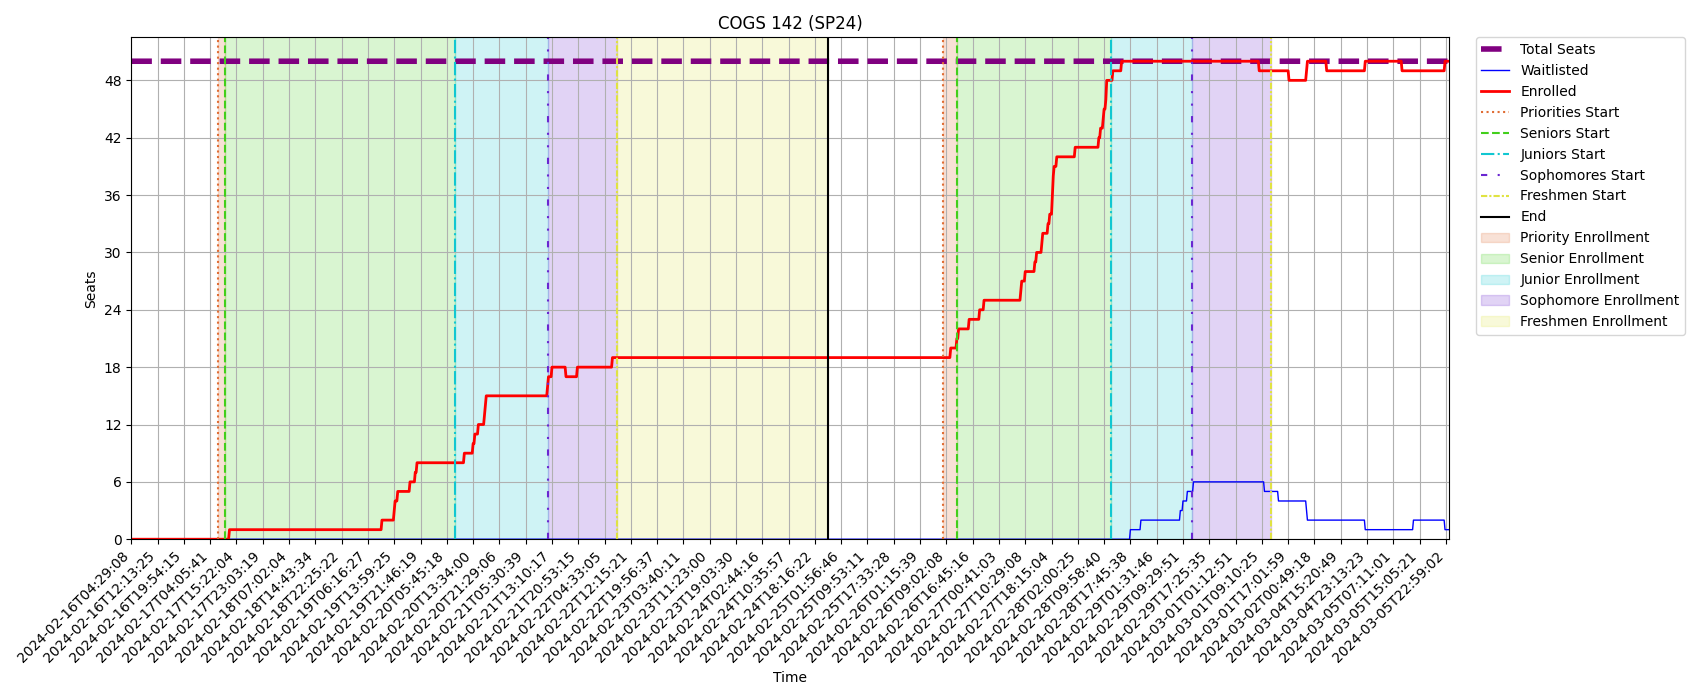 COGS 142 (SP24)
Seats
48
42
36
30
24
18
12
6
0
2024-02-16T04:29:08
2024-02-16T12:13:25
2024-02-16T19:54:15
2024-02-17T04:05:41
2024-02-17T15:22:04
2024-02-17T23:03:19
2024-02-18T07:02:04
2024-02-18T14:43:34
2024-02-18T22:25:22
2024-02-19T06:16:27
2024-02-19T13:59:25
2024-02-19T21:46:19
2024-02-20T05:45:18
2024-02-20T13:34:00
2024-02-20T21:29:06
2024-02-21T05:30:39
2024-02-21T13:10:17
2024-02-21T20:53:15
2024-02-22T04:33:05
2024-02-22T12:15:21
2024-02-22T19:56:37
2024-02-23T03:40:11
2024-02-23T11:23:00
2024-02-23T19:03:30
2024-02-24T02:44:16
2024-02-24T10:35:57
2024-02-24T18:16:22
2024-02-25T01:56:46
2024-02-25T09:53:11
2024-02-25T17:33:28
2024-02-26T01:15:39
2024-02-26T09:02:08
2024-02-26T16:45:16
2024-02-27T00:41:03
2024-02-27T10:29:08
2024-02-27T18:15:04
2024-02-28T02:00:25
2024-02-28T09:58:40
2024-02-28T17:45:38
2024-02-29T01:31:46
2024-02-29T09:29:51
2024-02-29T17:25:35
2024-03-01T01:12:51
2024-03-01T09:10:25
2024-03-01T17:01:59
2024-03-02T00:49:18
2024-03-04T15:20:49
2024-03-04T23:13:23
2024-03-05T07:11:01
2024-03-05T15:05:21
2024-03-05T22:59:02
Time
Total Seats
Waitlisted
Enrolled
Priorities Start
Seniors Start
Juniors Start
Sophomores Start
Freshmen Start
End
Priority Enrollment
Senior Enrollment
Junior Enrollment
Sophomore Enrollment
Freshmen Enrollment